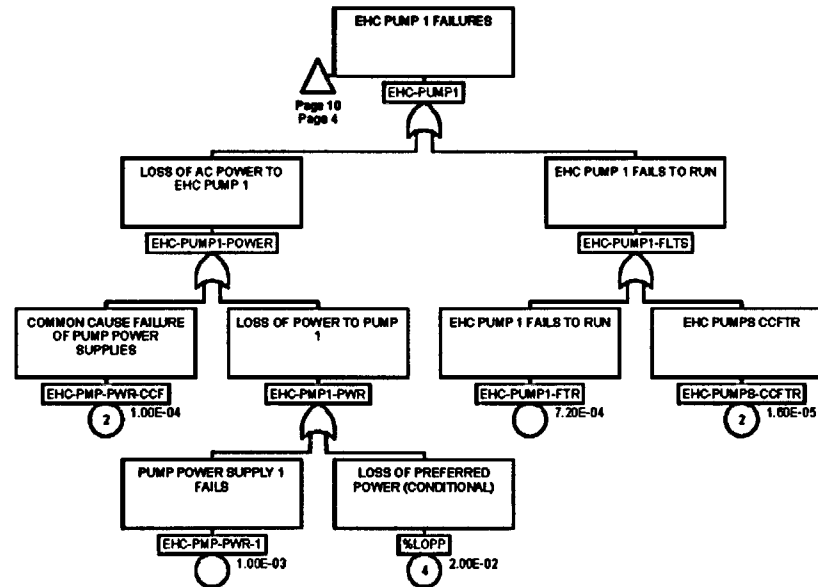 EHC PUMP 1 FAILURES
Page 10
Page 4
EHC-PUMP1
LOSS OF AC POWER TO
EHC PUMP 1
EHC PUMP 1 FAILS TO RUN
EHC-PUMP1-POWER
EHC-PUMP1-FLTS
COMMON CAUSE FAILURE
OF PUMP POWER
SUPPLIES
LOSS OF POWER TO PUMP
1
EHC PUMP 1 FAILS TO RUN
EHC PUMPS CCFTR
EHC-PMP-PWR-CCF
EHC-PMP1-PWR
EHC-PUMP1-FTR
EHC-PUMPS-CCFTR
2
1.00E-04
7.20E-04
2
1.60E-05
PUMP POWER SUPPLY 1
FAILS
LOSS OF PREFERRED
POWER (CONDITIONAL)
EHC-PMP-PWR-1
%LOPP
1.00E-03
4
2.00E-02